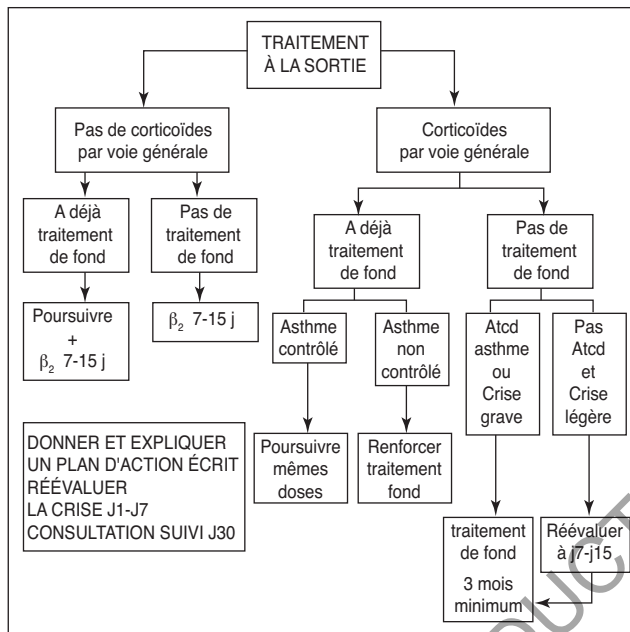 TRAITEMENT
À LA SORTIE
Pas de corticoïdes
par voie générale
Corticoïdes
par voie générale
A déjà
traitement
de fond
Pas de
traitement
de fond
A déjà
traitement
de fond
Pas de
traitement
de fond
Poursuivre
+
β₂ 7-15 j
β₂ 7-15 j
Asthme
contrôlé
Asthme
non
contrôlé
Atcd
asthme
ou
Crise
grave
Pas
Atcd
et
Crise
légère
Poursuivre
mêmes
doses
Renforcer
traitement
fond
DONNER ET EXPLIQUER
UN PLAN D'ACTION ÉCRIT
RÉÉVALUER
LA CRISE J1-J7
CONSULTATION SUIVI J30
traitement
de fond
3 mois
minimum
Réévaluer
à j7-j15